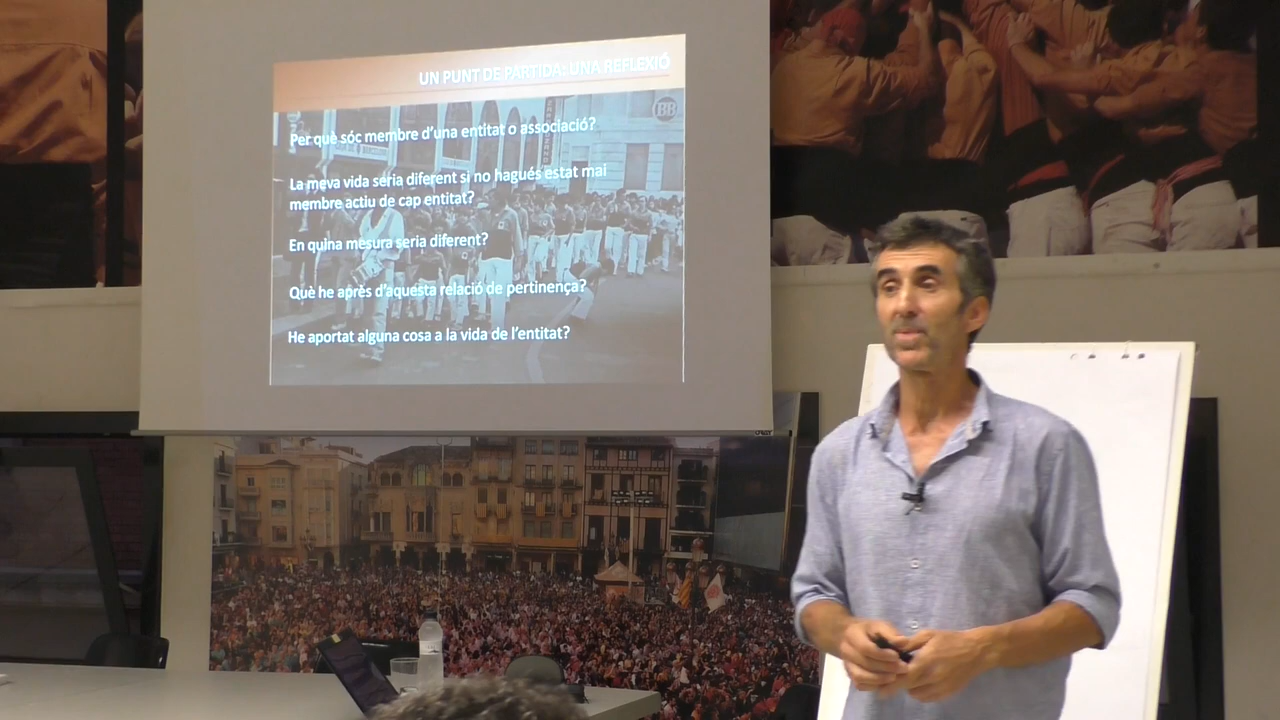 UN PUNT DE PARTIDA: UNA REFLEXIÓ
BB
Per què sóc membre d'una entitat o associació?
La meva vida seria diferent si no hagués estat mai
membre actiu de cap entitat?
En quina mesura seria diferent?
Què he après d'aquesta relació de pertinença?
He aportat alguna cosa a la vida de l'entitat?